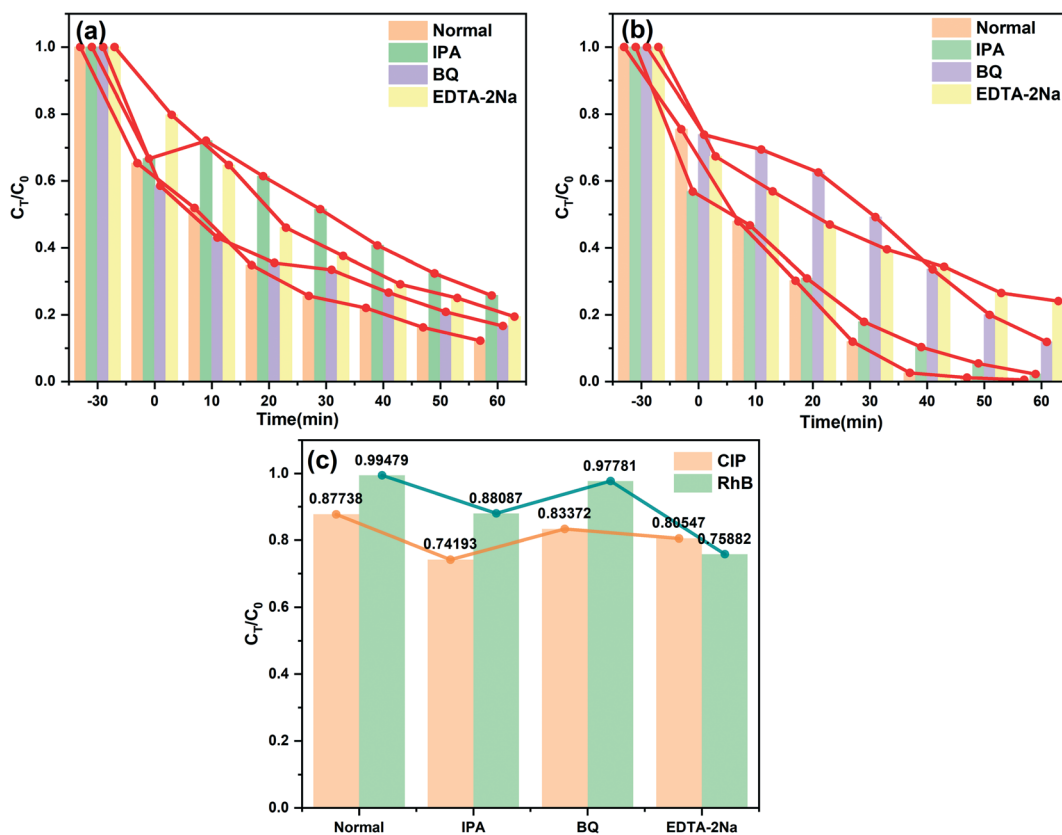 (a)
Normal
IPA
BQ
EDTA-2Na
1.0
0.8
0.6
0.4
0.2
0.0
C_T/C_0
-30 0 10 20 30 40 50 60
Time(min)
(b)
Normal
IPA
BQ
EDTA-2Na
1.0
0.8
0.6
0.4
0.2
0.0
C_T/C_0
-30 0 10 20 30 40 50 60
Time(min)
(c)
CIP
RhB
1.0
0.8
0.6
0.4
0.2
0.0
C_T/C_0
0.87738
0.99479
0.74193
0.88087
0.83372
0.97781
0.80547
0.75882
Normal IPA BQ EDTA-2Na